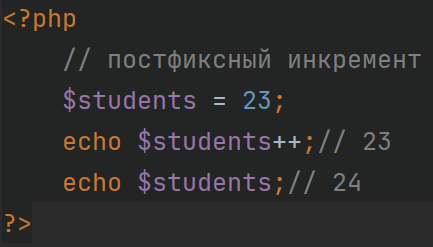 <?php
// постфиксный инкремент
$students = 23;
echo $students++;// 23
echo $students;// 24
?>